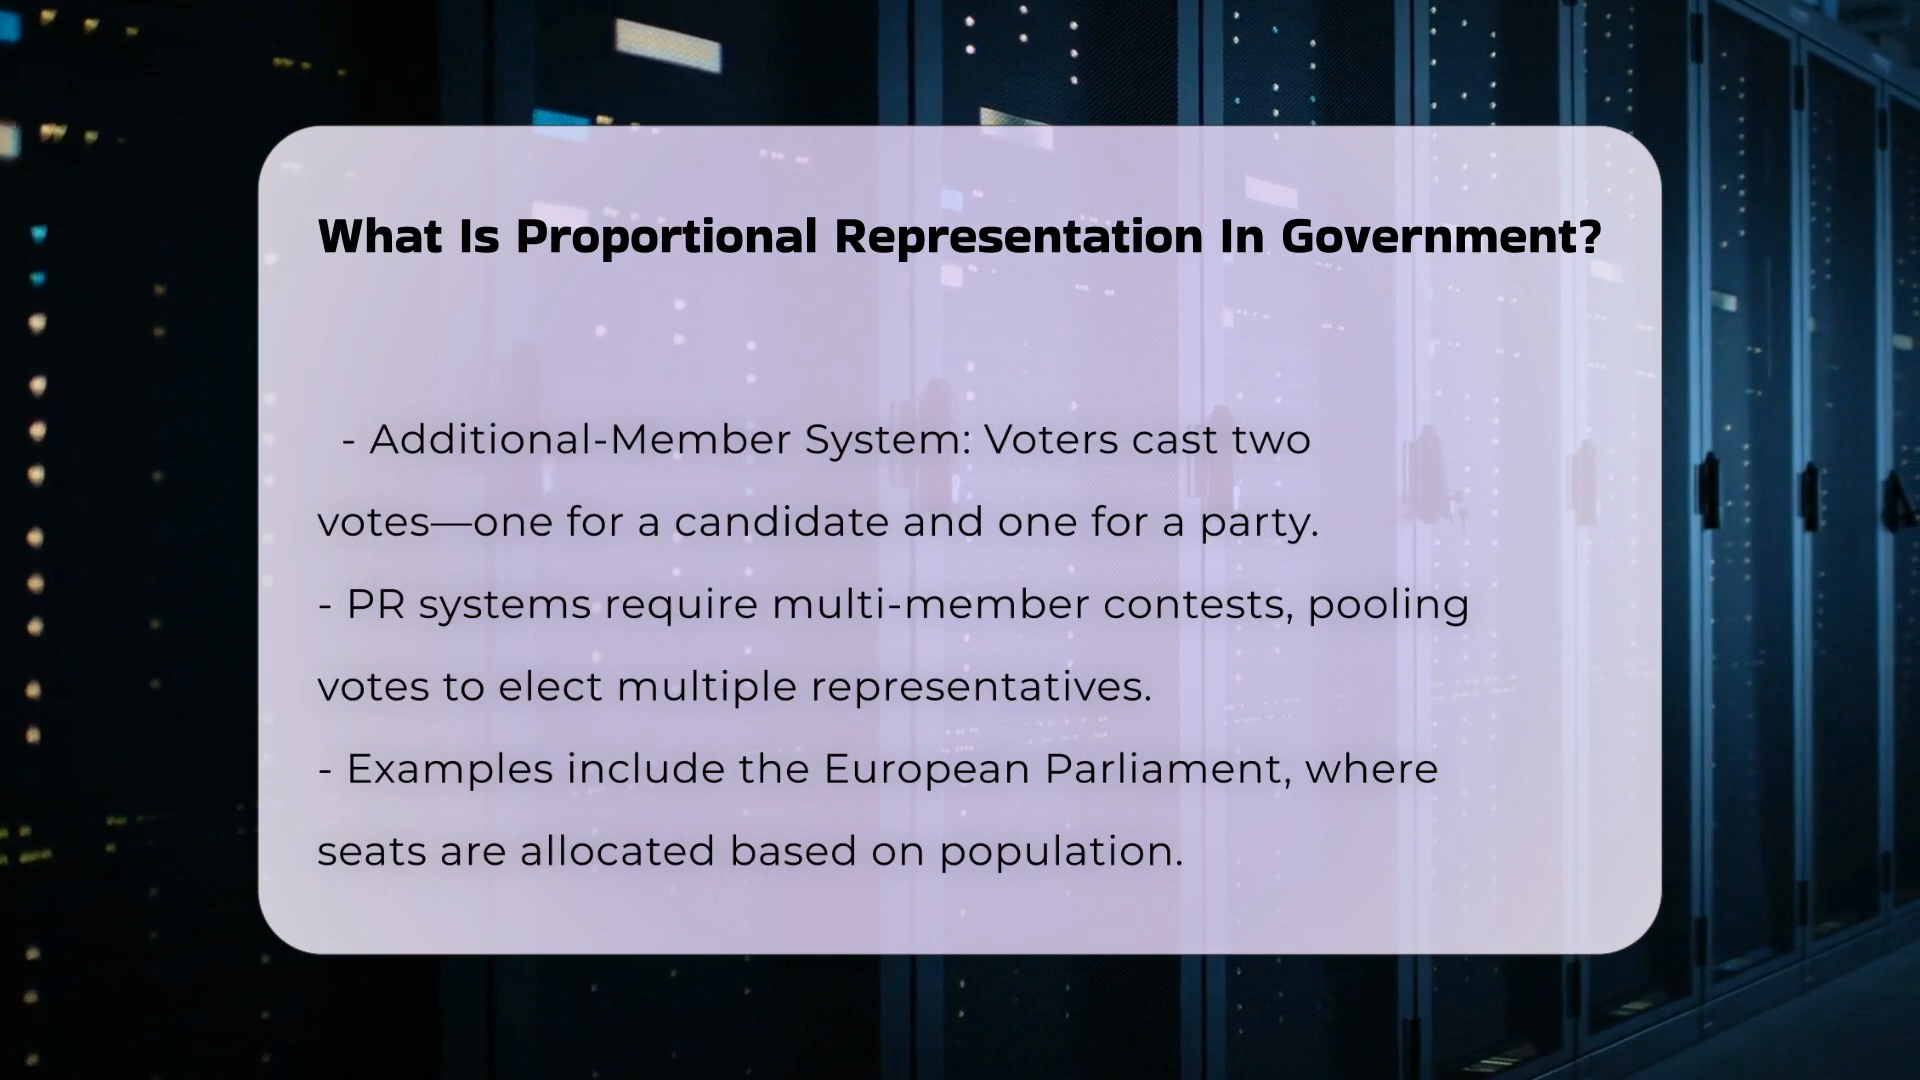 What Is Proportional Representation In Government?
- Additional-Member System: Voters cast two
votes—one for a candidate and one for a party.
- PR systems require multi-member contests, pooling
votes to elect multiple representatives.
- Examples include the European Parliament, where
seats are allocated based on population.